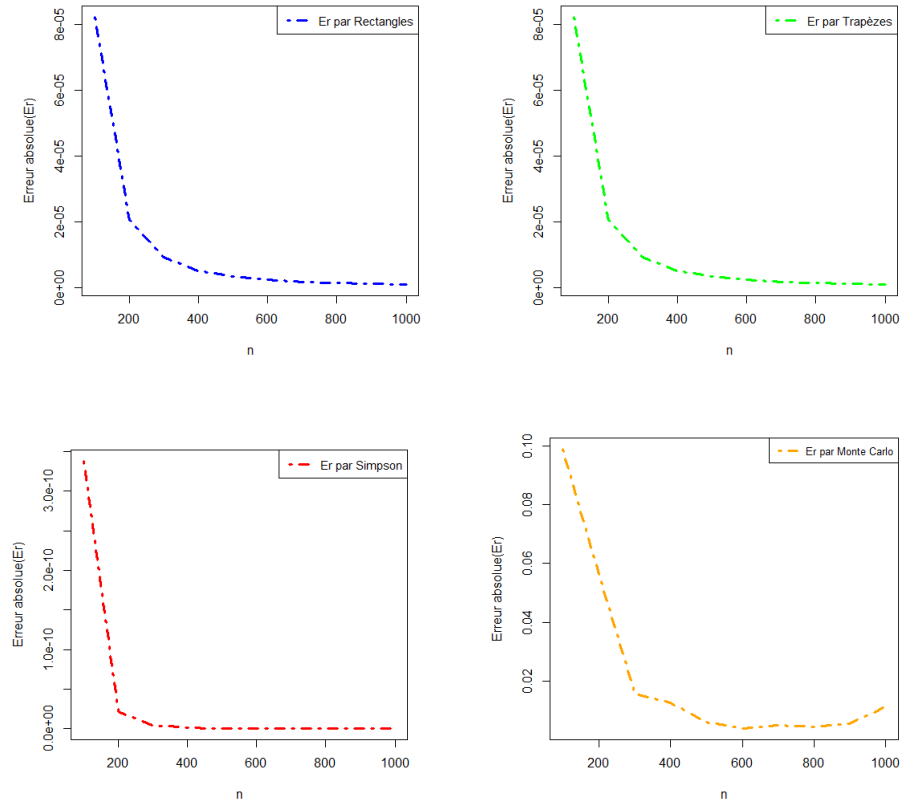 Er par Rectangles
Erreur absolue(Er)
0e+00
2e-05
4e-05
6e-05
8e-05
200
400
600
800
1000
n
Er par Trapèzes
Erreur absolue(Er)
0e+00
2e-05
4e-05
6e-05
8e-05
200
400
600
800
1000
n
Er par Simpson
Erreur absolue(Er)
0.0e+00
1.0e-10
2.0e-10
3.0e-10
200
400
600
800
1000
n
Er par Monte Carlo
Erreur absolue(Er)
0.02
0.04
0.06
0.08
0.10
200
400
600
800
1000
n